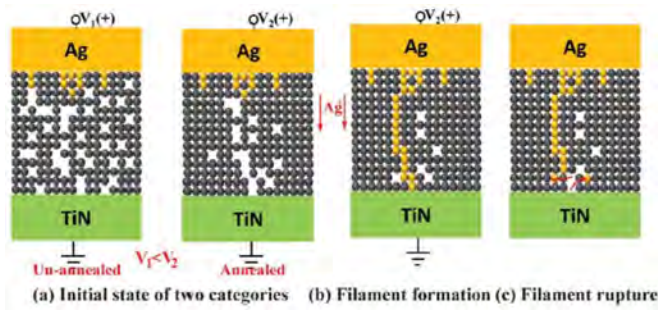 V₁(+) V₂(+) V₂(+)
Ag Ag Ag Ag
Ag
TiN TiN TiN TiN
Un-annealed V₁<V₂ Annealed
(a) Initial state of two categories (b) Filament formation (c) Filament rupture